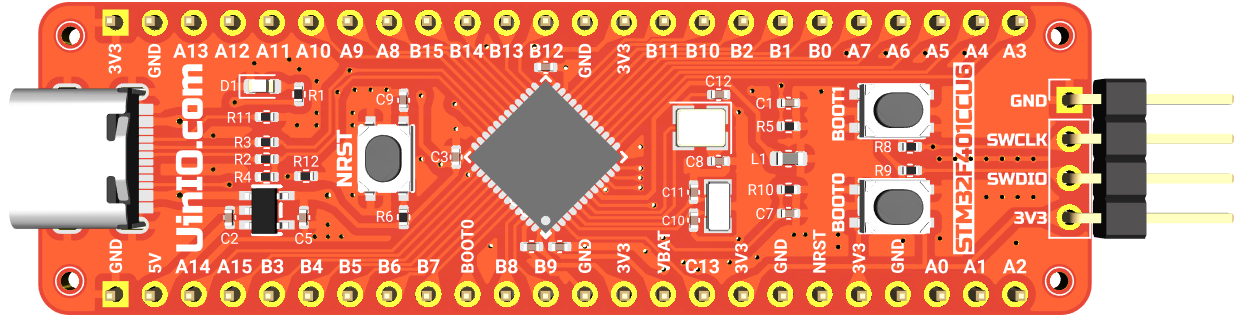 3V3 GND A13 A12 A11 A10 A9 A8 B15 B14 B13 B12 GND 3V3 B11 B10 B2 B1 B0 A7 A6 A5 A4 A3
D1
R1
R11
R3
R2
R4
R12
C2
C5
UinIO.com
C9
NRST
R6
C3
C12
C8
C11
C10
C1
R5
L1
R10
C7
BOOT1
R8
R9
BOOT0
STM32F401CCU6
GND
SWCLK
SWDIO
3V3
GND 5V A14 A15 B3 B4 B5 B6 B7 BOOT0 B8 B9 GND 3V3 VBAT C13 3V3 GND NRST 3V3 GND A0 A1 A2